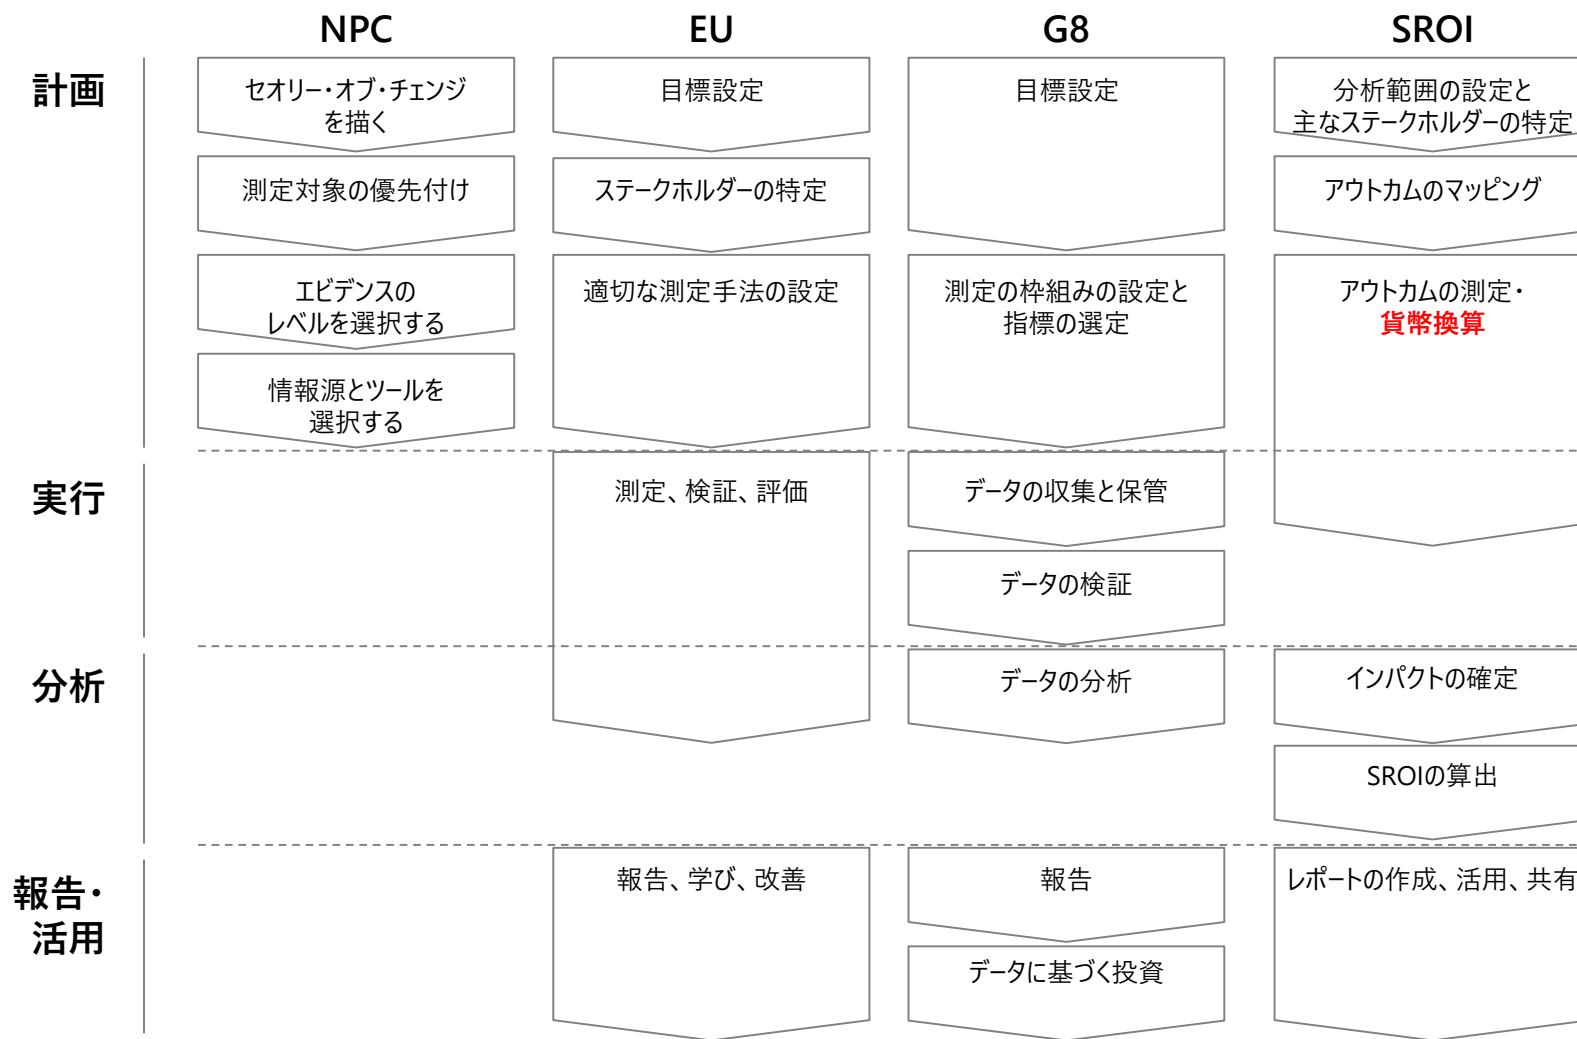 NPC
EU
G8
SROI
計画
セオリー・オブ・チェンジ
を描く
目標設定
目標設定
分析範囲の設定と
主なステークホルダーの特定
測定対象の優先付け
ステークホルダーの特定
アウトカムのマッピング
エビデンスの
レベルを選択する
適切な測定手法の設定
測定の枠組みの設定と
指標の選定
アウトカムの測定・
貨幣換算
情報源とツールを
選択する
実行
測定、検証、評価
データの収集と保管
データの検証
分析
データの分析
インパクトの確定
SROIの算出
報告・
活用
報告、学び、改善
報告
レポートの作成、活用、共有
データに基づく投資